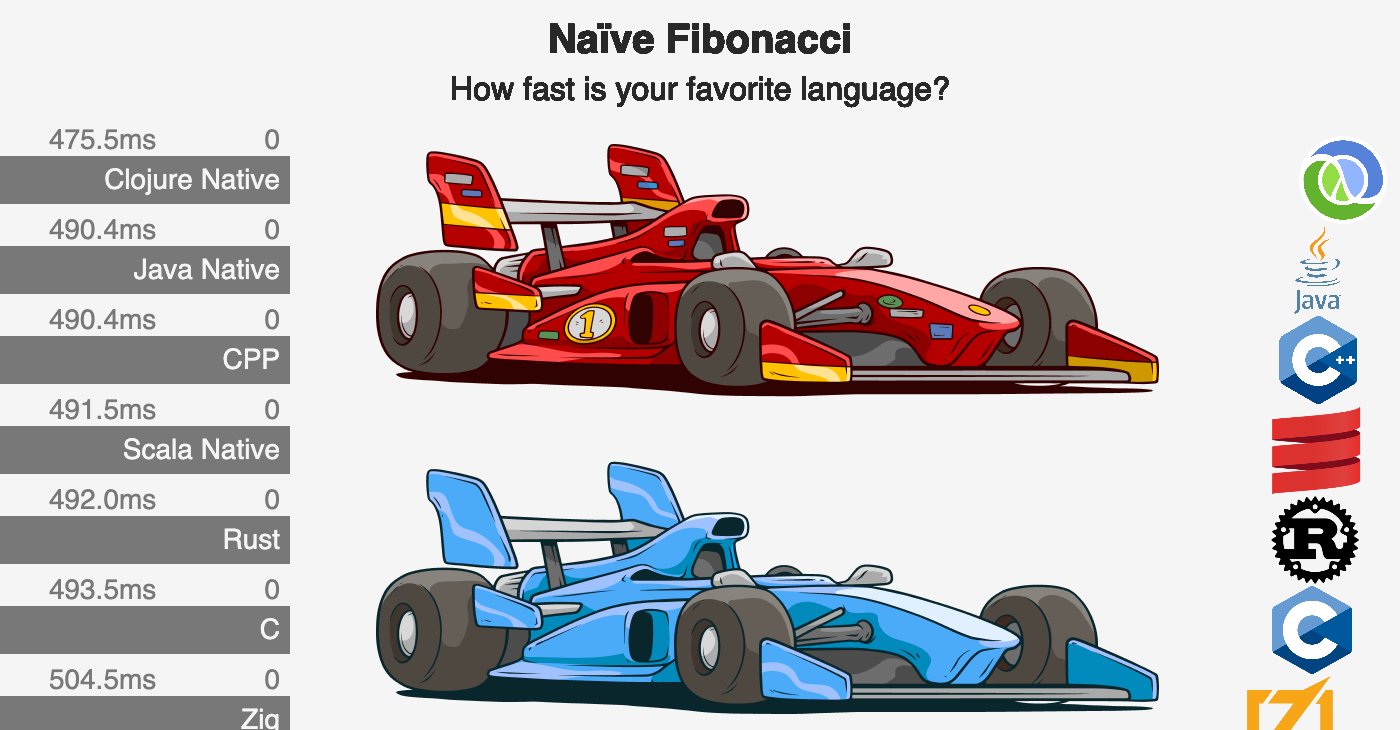 Naïve Fibonacci
How fast is your favorite language?
475.5ms 0
Clojure Native
490.4ms 0
Java Native
490.4ms 0
CPP
491.5ms 0
Scala Native
492.0ms 0
Rust
493.5ms 0
C
504.5ms 0
Zig
1
Java
C++
R
C